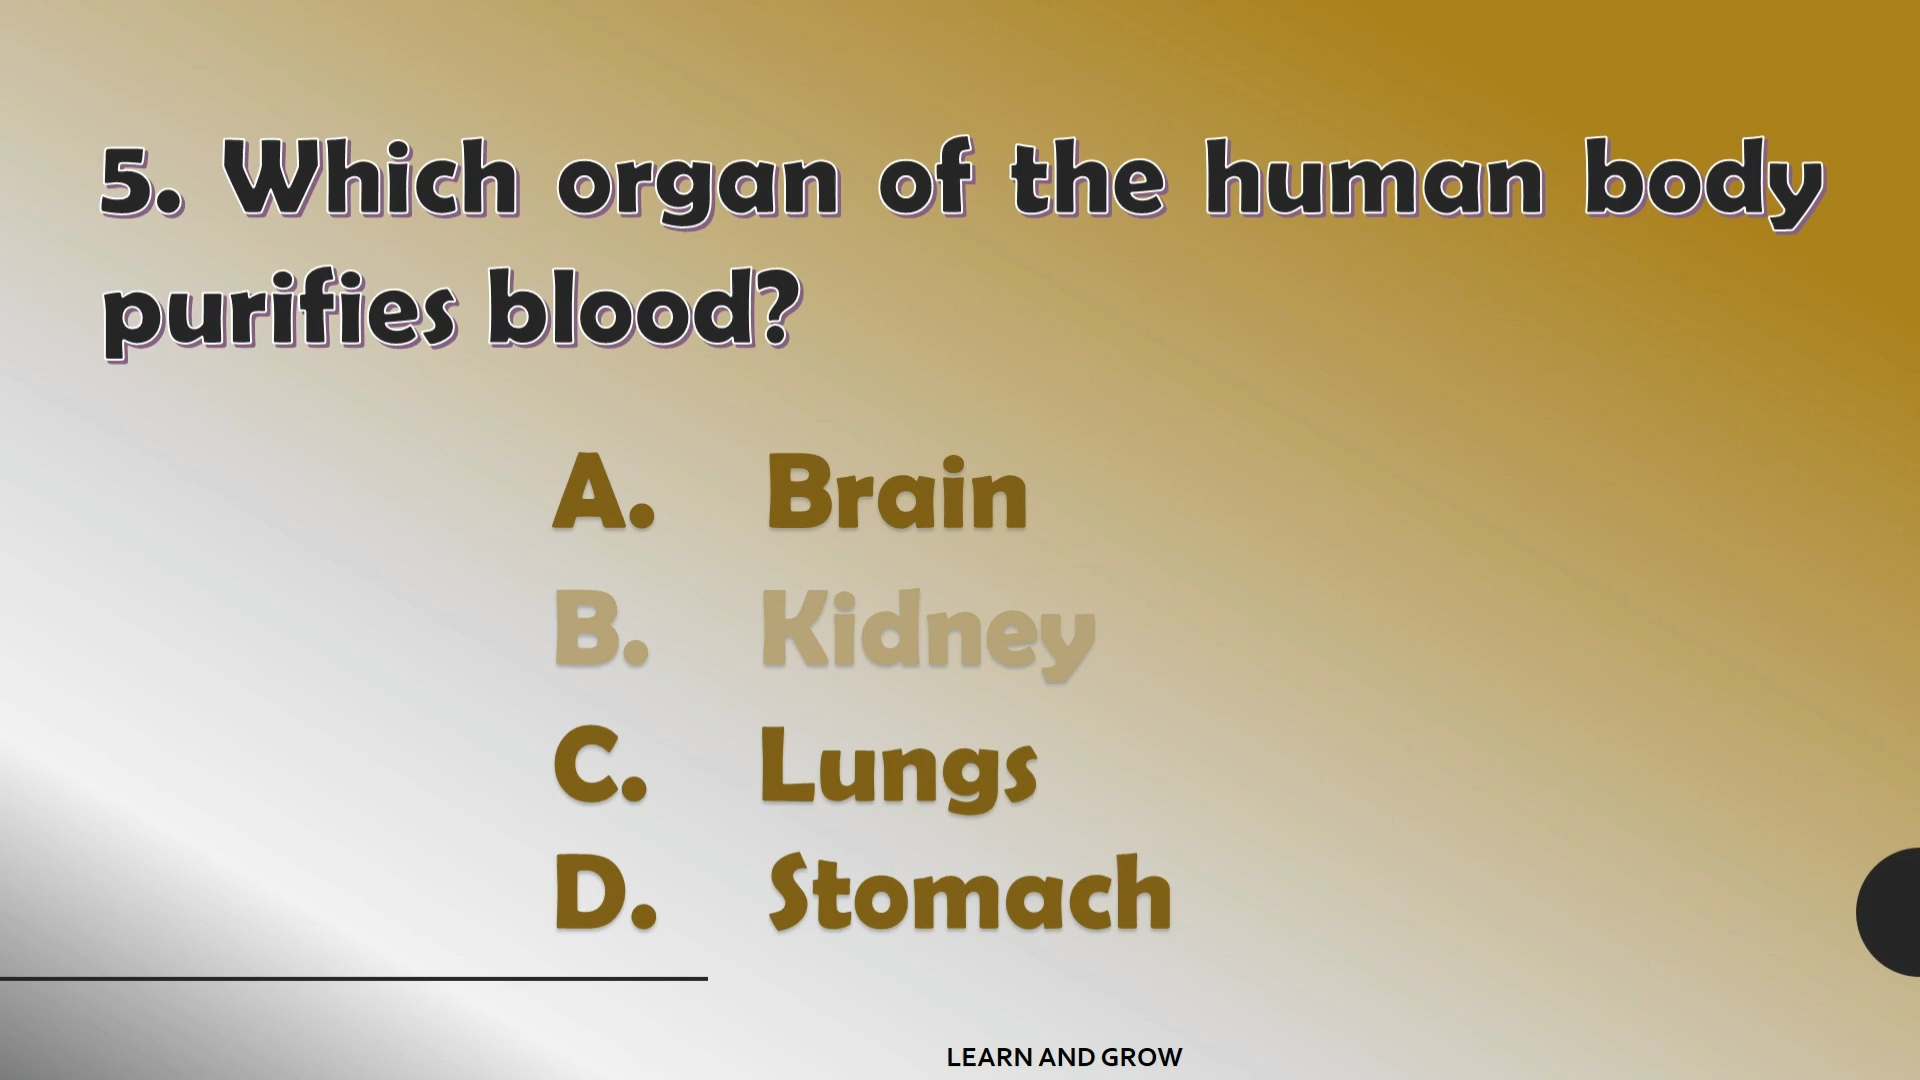 5. Which organ of the human body
purifies blood?
A. Brain
B. Kidney
C. Lungs
D. Stomach
LEARN AND GROW